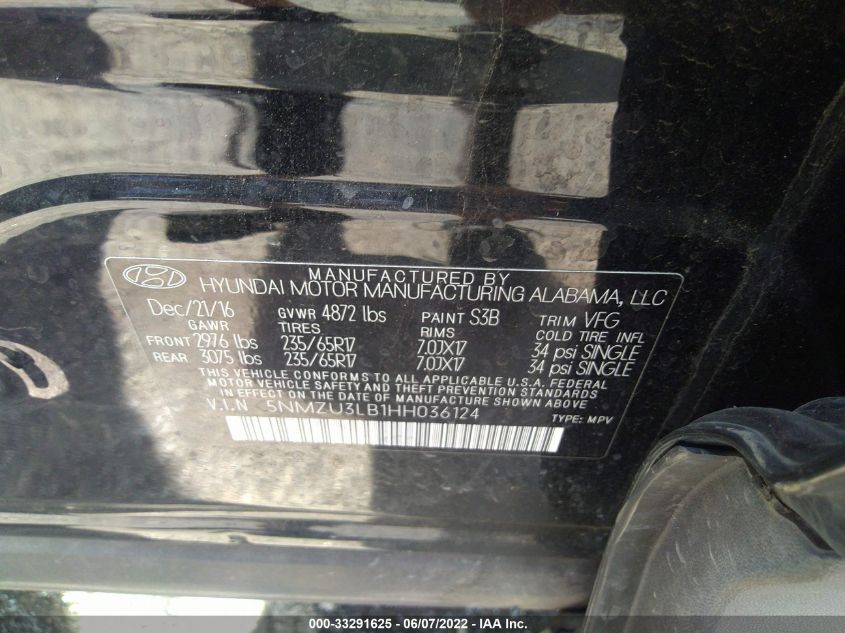 MANUFACTURED BY
HYUNDAI MOTOR MANUFACTURING ALABAMA, LLC
Dec/21/16 GVWR 4872 lbs PAINT S3B TRIM VFG
GAWR TIRES RIMS COLD TIRE INFL
FRONT 2976 lbs 235/65R17 7.0JX17 34 psi SINGLE
REAR 3075 lbs 235/65R17 7.0JX17 34 psi SINGLE
THIS VEHICLE CONFORMS TO ALL APPLICABLE U.S. FEDERAL
MOTOR VEHICLE SAFETY AND THEFT PREVENTION STANDARDS
IN EFFECT ON THE DATE OF MANUFACTURE SHOWN ABOVE
V.I.N 5NMZU3LB1HH036124
TYPE: MPV
000-33291625 - 06/07/2022 - IAA Inc.